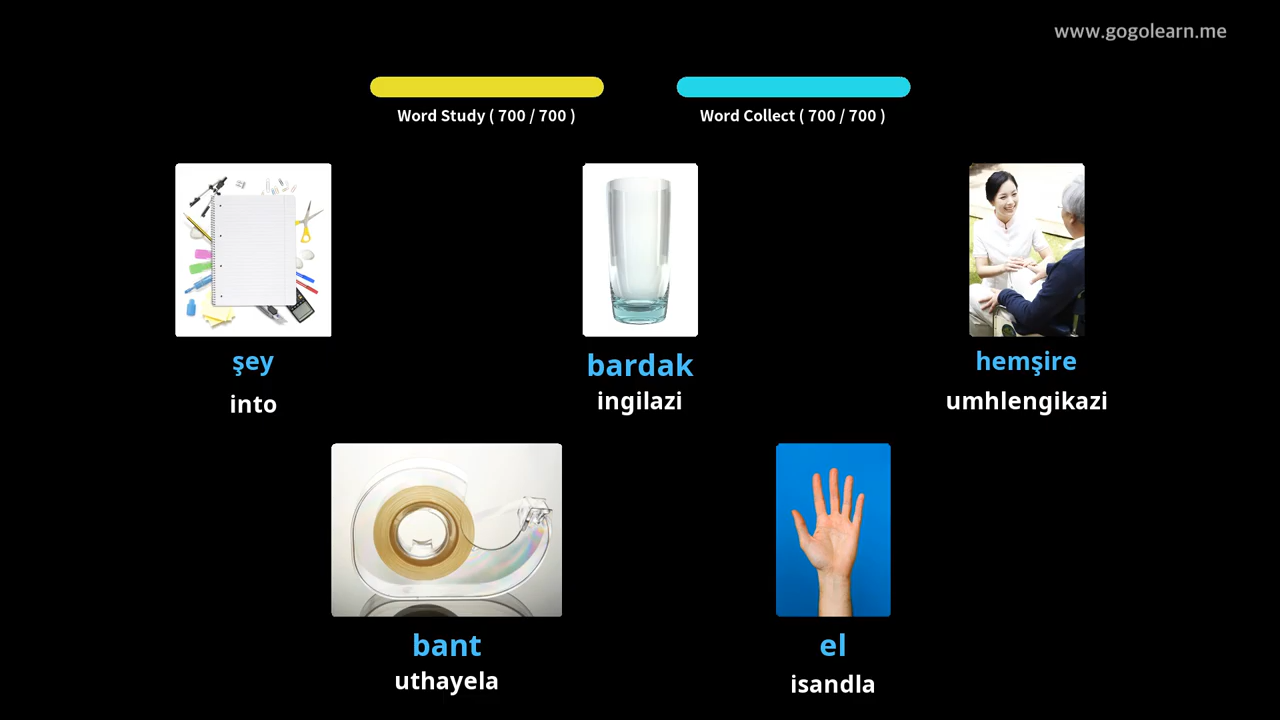 www.gogolearn.me
Word Study ( 700 / 700 )
Word Collect ( 700 / 700 )
şey
into
bardak
ingilazi
hemşire
umhlengikazi
bant
uthayela
el
isandla